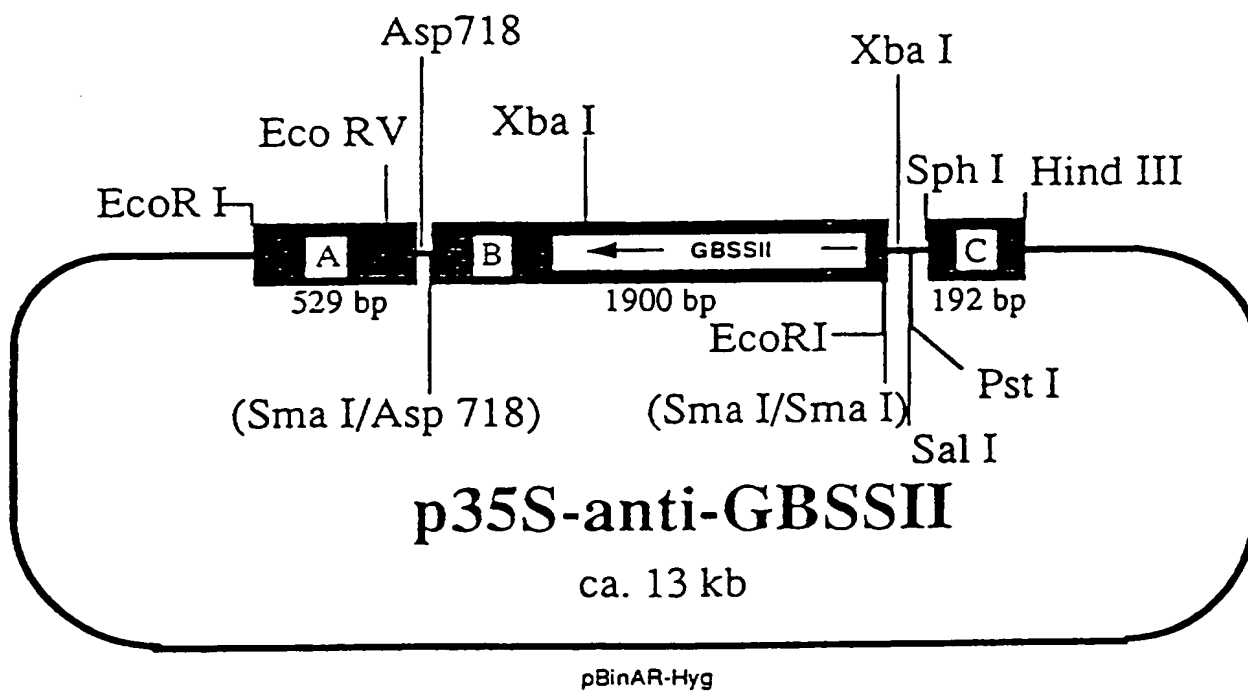 Asp718
Xba I
Eco RV
Xba I
EcoR I
Sph I
Hind III
A
B
GBSSII
C
529 bp
1900 bp
192 bp
EcoRI
Pst I
(Sma I/Asp 718)
(Sma I/Sma I)
Sal I
p35S-anti-GBSSII
ca. 13 kb
pBinAR-Hyg